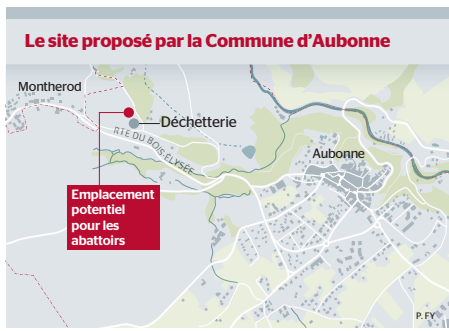 Le site proposé par la Commune d'Aubonne
Montherod
Déchetterie
RTE DU BOIS ELYSÉE
Aubonne
Emplacement
potentiel
pour les
abattoirs
P. FY